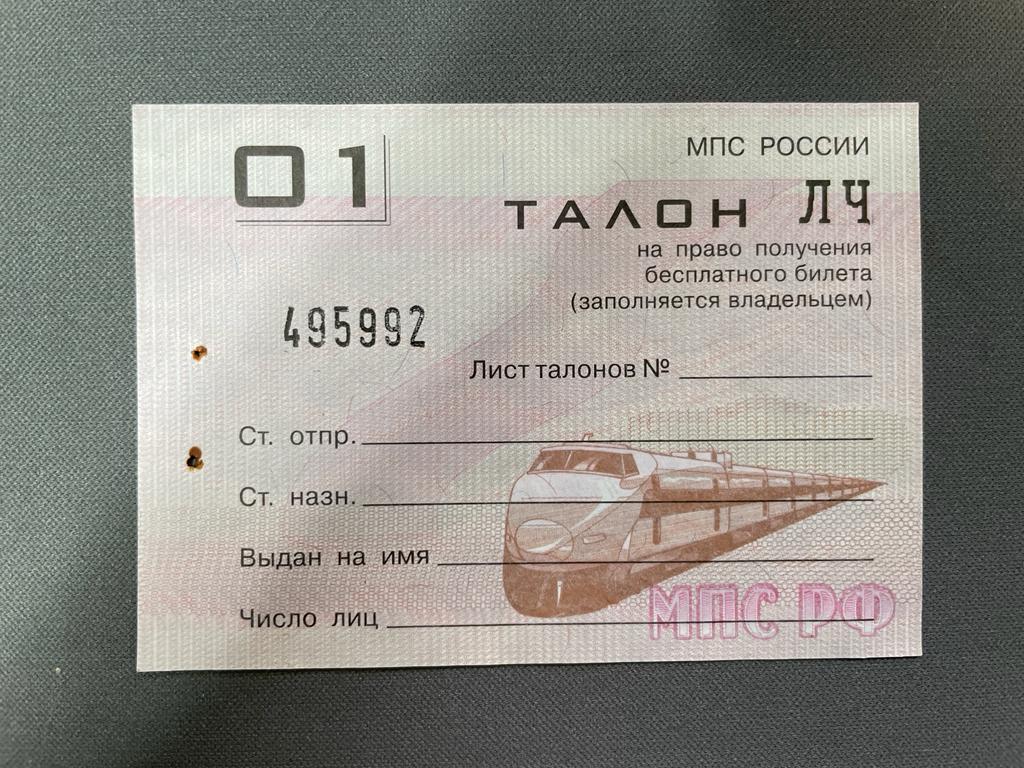 01
МПС РОССИИ
ТАЛОН ЛЧ
на право получения
бесплатного билета
(заполняется владельцем)
495992
Лист талонов №
Ст. отпр.
Ст. назн.
Выдан на имя
Число лиц
МПС РФ